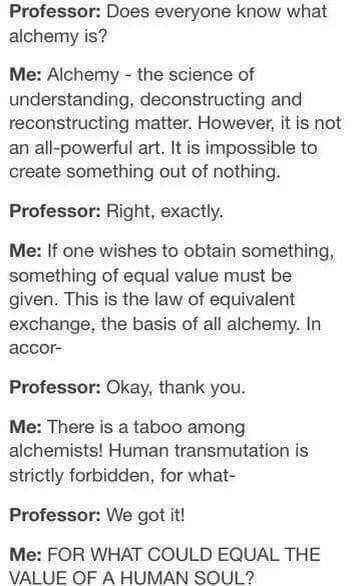 Professor: Does everyone know what
alchemy is?
Me: Alchemy - the science of
understanding, deconstructing and
reconstructing matter. However, it is not
an all-powerful art. It is impossible to
create something out of nothing.
Professor: Right, exactly.
Me: If one wishes to obtain something,
something of equal value must be
given. This is the law of equivalent
exchange, the basis of all alchemy. In
accor-
Professor: Okay, thank you.
Me: There is a taboo among
alchemists! Human transmutation is
strictly forbidden, for what-
Professor: We got it!
Me: FOR WHAT COULD EQUAL THE
VALUE OF A HUMAN SOUL?